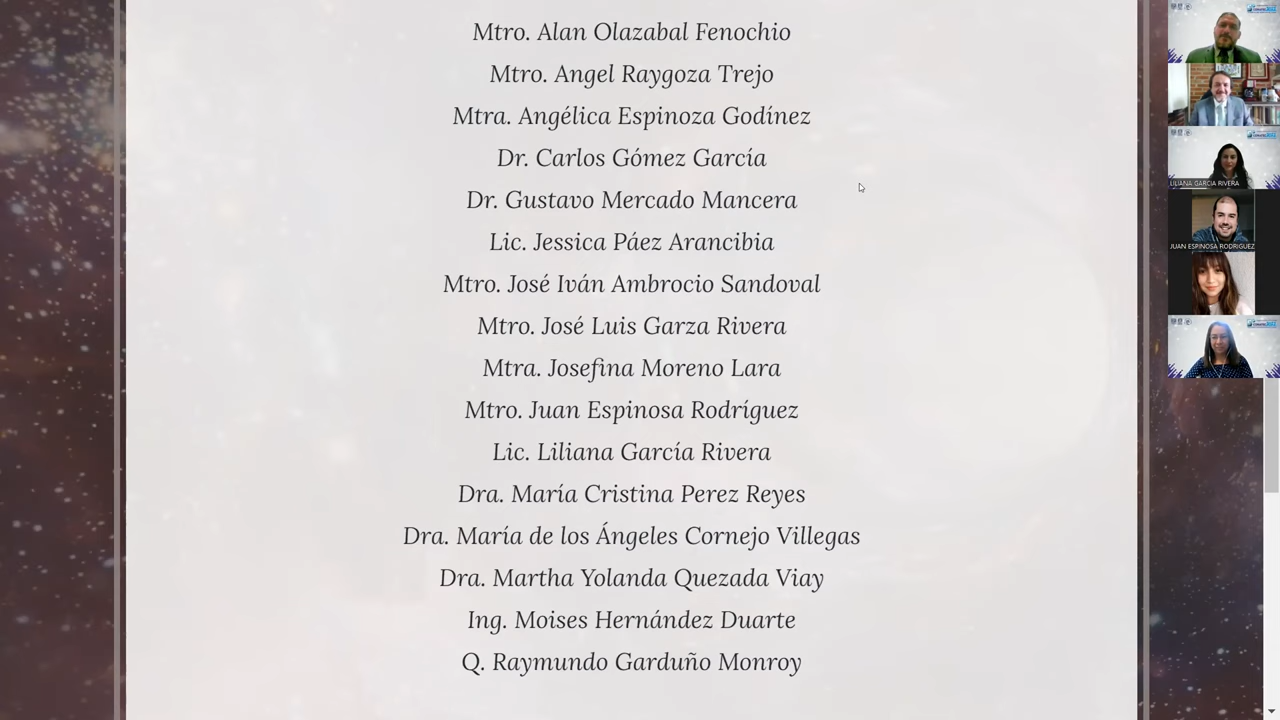 Mtro. Alan Olazabal Fenochio
Mtro. Angel Raygoza Trejo
Mtra. Angélica Espinoza Godínez
Dr. Carlos Gómez García
Dr. Gustavo Mercado Mancera
Lic. Jessica Páez Arancibia
Mtro. José Iván Ambrocio Sandoval
Mtro. José Luis Garza Rivera
Mtra. Josefina Moreno Lara
Mtro. Juan Espinosa Rodríguez
Lic. Liliana García Rivera
Dra. María Cristina Perez Reyes
Dra. María de los Ángeles Cornejo Villegas
Dra. Martha Yolanda Quezada Viay
Ing. Moises Hernández Duarte
Q. Raymundo Garduño Monroy
LILIANA GARCIA RIVERA
JUAN ESPINOSA RODRIGUEZ